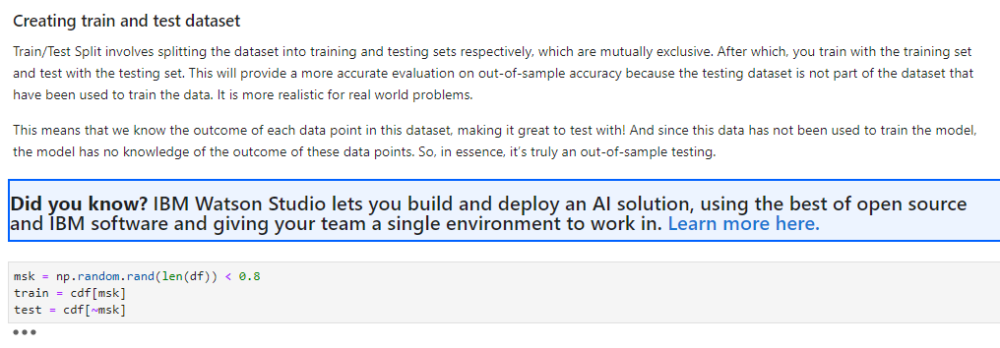 Creating train and test dataset
Train/Test Split involves splitting the dataset into training and testing sets respectively, which are mutually exclusive. After which, you train with the training set
and test with the testing set. This will provide a more accurate evaluation on out-of-sample accuracy because the testing dataset is not part of the dataset that
have been used to train the data. It is more realistic for real world problems.
This means that we know the outcome of each data point in this dataset, making it great to test with! And since this data has not been used to train the model,
the model has no knowledge of the outcome of these data points. So, in essence, it's truly an out-of-sample testing.
Did you know? IBM Watson Studio lets you build and deploy an AI solution, using the best of open source
and IBM software and giving your team a single environment to work in. Learn more here.
msk = np.random.rand(len(df)) < 0.8
train = cdf[msk]
test = cdf[~msk]